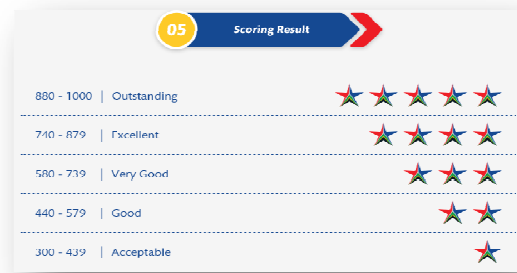 05 Scoring Result
880 - 1000 | Outstanding
740 - 879 | Excellent
580 - 739 | Very Good
440 - 579 | Good
300 - 439 | Acceptable